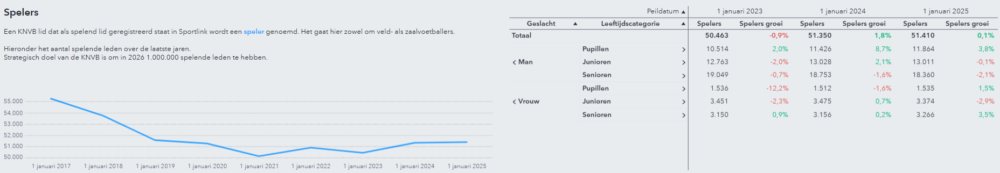 Spelers
Een KNVB lid dat als spelend lid geregistreerd staat in Sportlink wordt een speler genoemd. Het gaat hier zowel om veld- als zaalvoetballers.
Hieronder het aantal spelende leden over de laatste jaren.
Strategisch doel van de KNVB is om in 2026 1.000.000 spelende leden te hebben.
55.000
54.000
53.000
52.000
51.000
50.000
1 januari 2017 1 januari 2018 1 januari 2019 1 januari 2020 1 januari 2021 1 januari 2022 1 januari 2023 1 januari 2024 1 januari 2025
Peildatum ▲ 1 januari 2023 1 januari 2024 1 januari 2025
Geslacht ▲ Leeftijdscategorie ▲ Spelers Spelers groei Spelers Spelers groei Spelers Spelers groei
Totaal 50.463 -0,9% 51.350 1,8% 51.410 0,1%
Pupillen > 10.514 2,0% 11.426 8,7% 11.864 3,8%
< Man Junioren > 12.763 -2,0% 13.028 2,1% 13.011 -0,1%
Senioren > 19.049 -0,7% 18.753 -1,6% 18.360 -2,1%
Pupillen > 1.536 -12,2% 1.512 -1,6% 1.535 1,5%
< Vrouw Junioren > 3.451 -2,3% 3.475 0,7% 3.374 -2,9%
Senioren > 3.150 0,9% 3.156 0,2% 3.266 3,5%